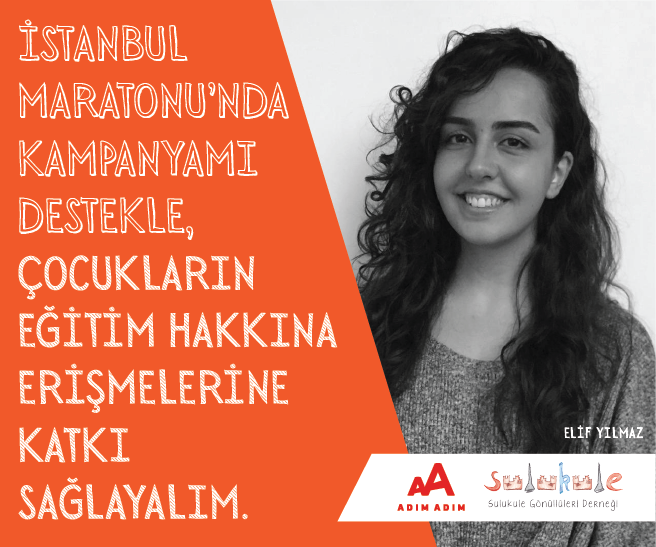 İSTANBUL
MARATONU'NDA
KAMPANYAMI
DESTEKLE,
ÇOCUKLARIN
EĞİTİM HAKKINA
ERİŞMELERİNE
KATKI
SAĞLAYALIM.
ELİF YILMAZ
AA
ADIM ADIM
sulukule
Sulukule Gönüllüleri Derneği